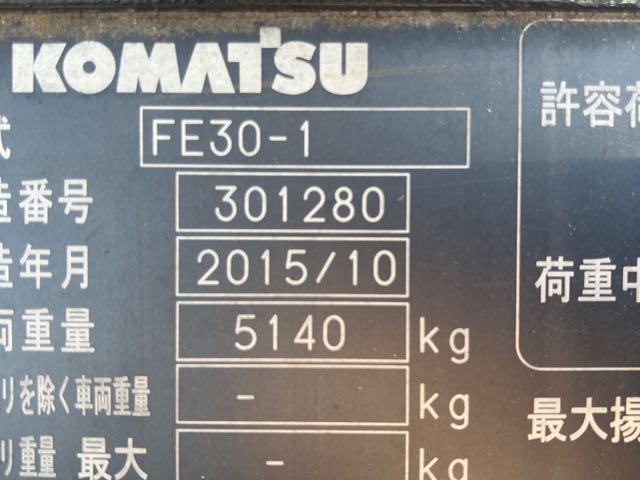 KOMATSU
式 FE30-1
造番号 301280
造年月 2015/10
両重量 5140 kg
リを除く車両重量 - kg
リ重量 最大 - kg
許容荷
荷重中
最大揚